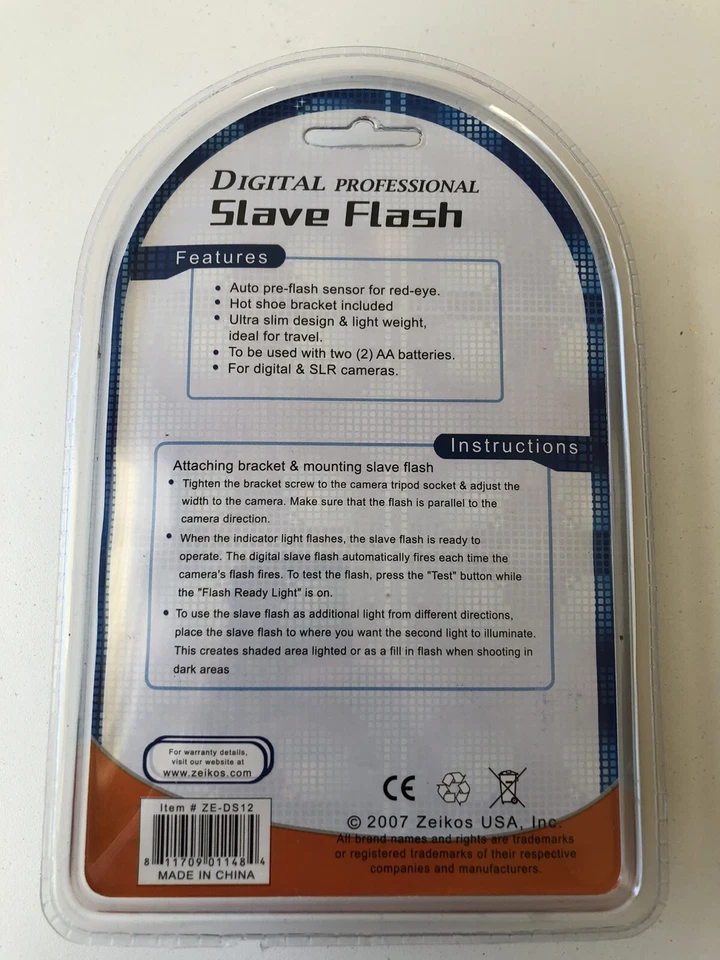 DIGITAL PROFESSIONAL
Slave Flash
Features
• Auto pre-flash sensor for red-eye.
• Hot shoe bracket included
• Ultra slim design & light weight,
ideal for travel.
• To be used with two (2) AA batteries.
• For digital & SLR cameras.
Instructions
Attaching bracket & mounting slave flash
• Tighten the bracket screw to the camera tripod socket & adjust the
width to the camera. Make sure that the flash is parallel to the
camera direction.
• When the indicator light flashes, the slave flash is ready to
operate. The digital slave flash automatically fires each time the
camera's flash fires. To test the flash, press the "Test" button while
the "Flash Ready Light" is on.
• To use the slave flash as additional light from different directions,
place the slave flash to where you want the second light to illuminate.
This creates shaded area lighted or as a fill in flash when shooting in
dark areas
For warranty details,
visit our website at
www.zeikos.com
CE
Item # ZE-DS12
8 11709 01148 4
MADE IN CHINA
© 2007 Zeikos USA, Inc.
All brand names and rights are trademarks
or registered trademarks of their respective
companies and manufacturers.